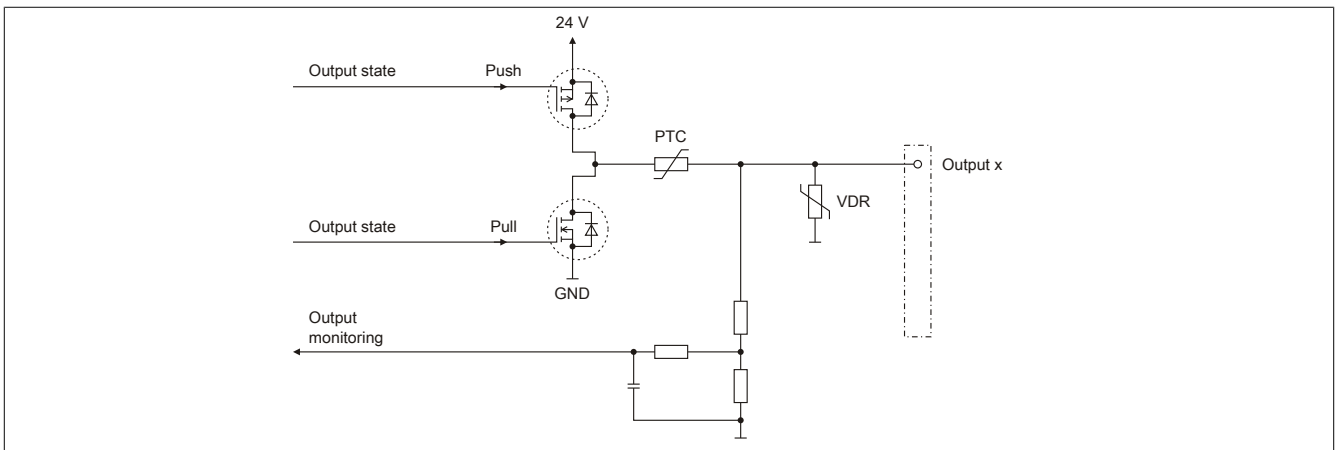 24 V
Output state
Push
PTC
Output x
VDR
Output state
Pull
GND
Output
monitoring